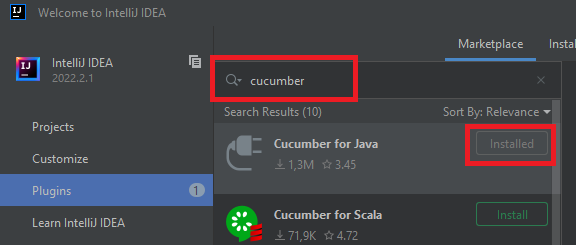 Welcome to IntelliJ IDEA
IntelliJ IDEA
2022.2.1
Projects
Customize
Plugins 1
Learn IntelliJ IDEA
Marketplace
cucumber
Search Results (10) Sort By: Relevance
Cucumber for Java Installed
1,3M 3.45
Cucumber for Scala Install
71,9K 4.72